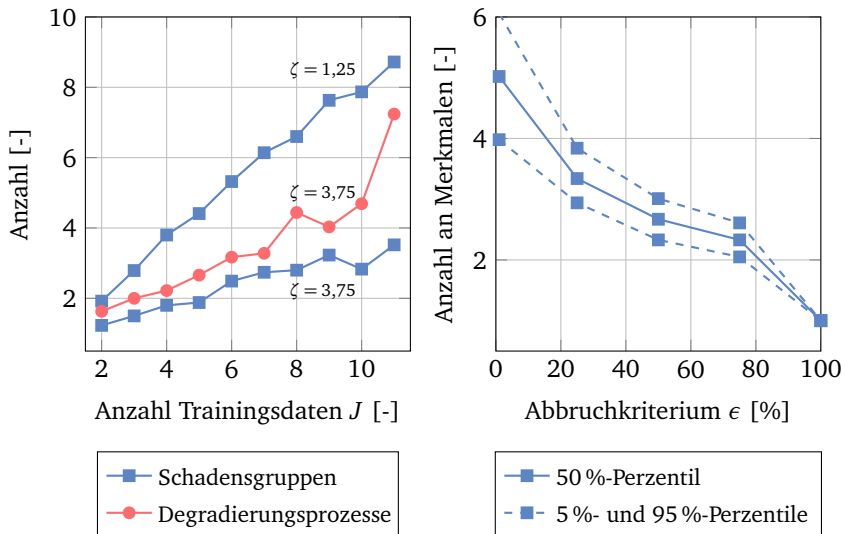 10
8
6
4
2
Anzahl [-]
ζ = 1,25
ζ = 3,75
ζ = 3,75
2 4 6 8 10
Anzahl Trainingsdaten J [-]
Schadensgruppen
Degradierungsprozesse
6
4
2
Anzahl an Merkmalen [-]
0 20 40 60 80 100
Abbruchkriterium ϵ [%]
50 %-Perzentil
5 %- und 95 %-Perzentile